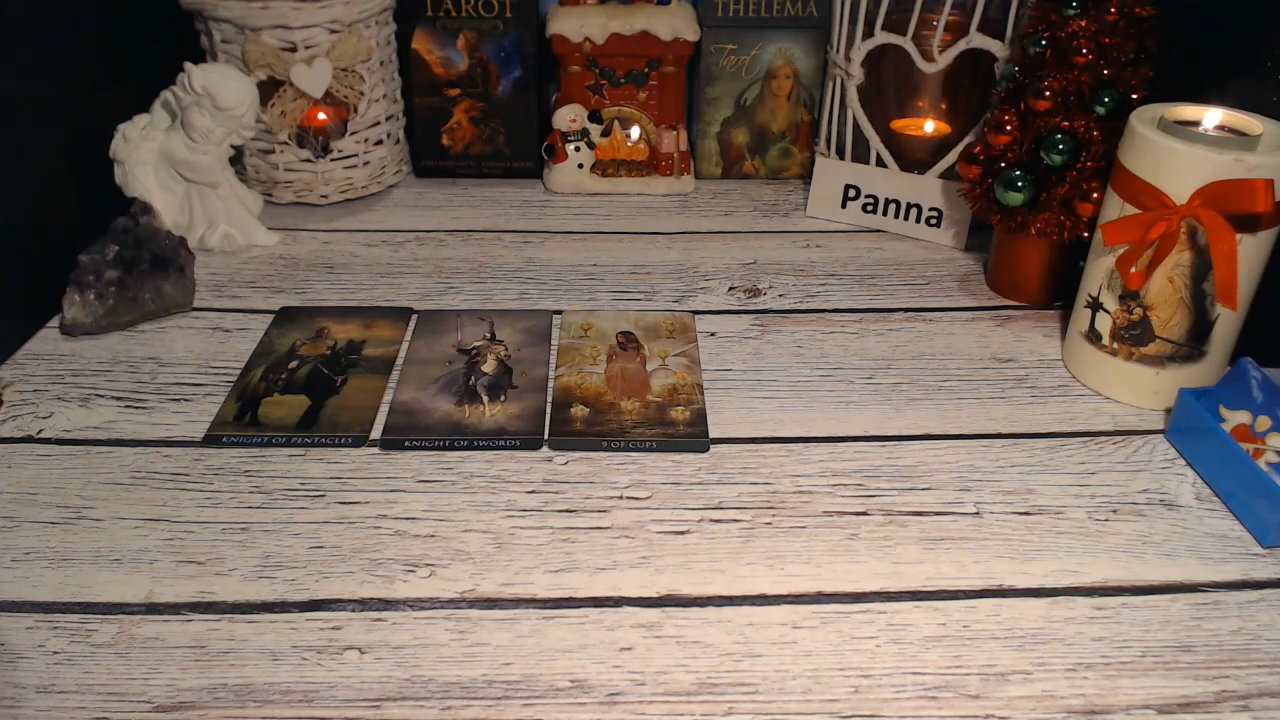 TAROT
THELEMA
Tarot
Panna
KNIGHT OF PENTACLES
KNIGHT OF SWORDS
9 OF CUPS